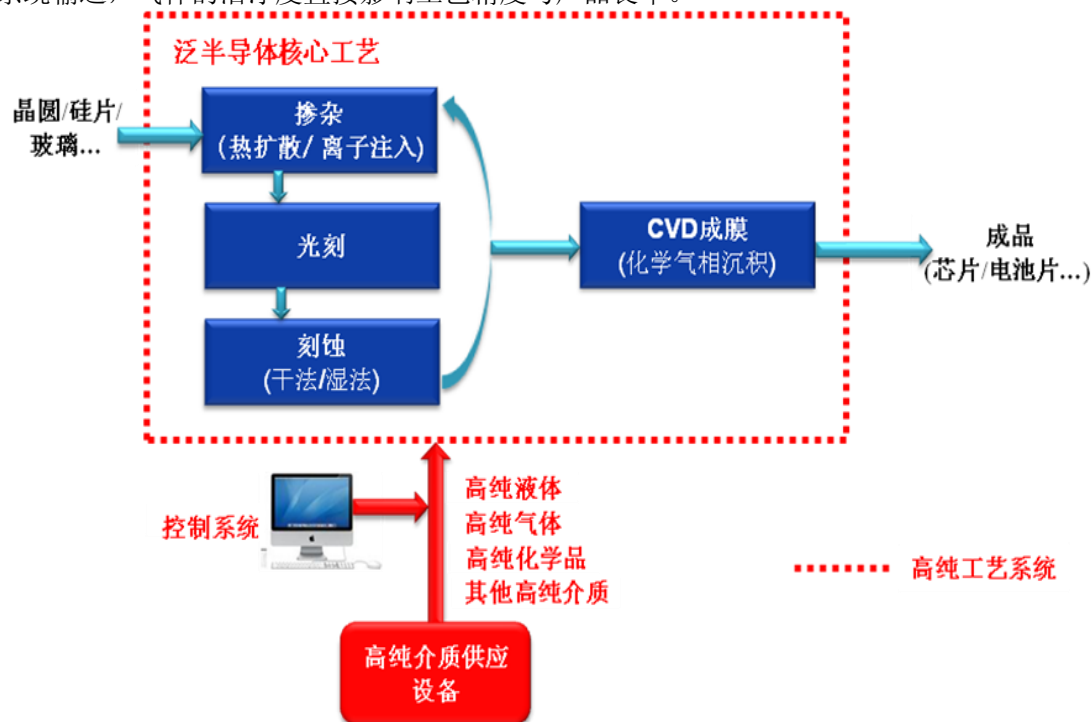 泛半导体核心工艺
晶圆/硅片/
玻璃...
掺杂
(热扩散/ 离子注入)
光刻
刻蚀
(干法/湿法)
CVD成膜
(化学气相沉积)
成品
(芯片/电池片...)
控制系统
高纯液体
高纯气体
高纯化学品
其他高纯介质
高纯工艺系统
高纯介质供应
设备